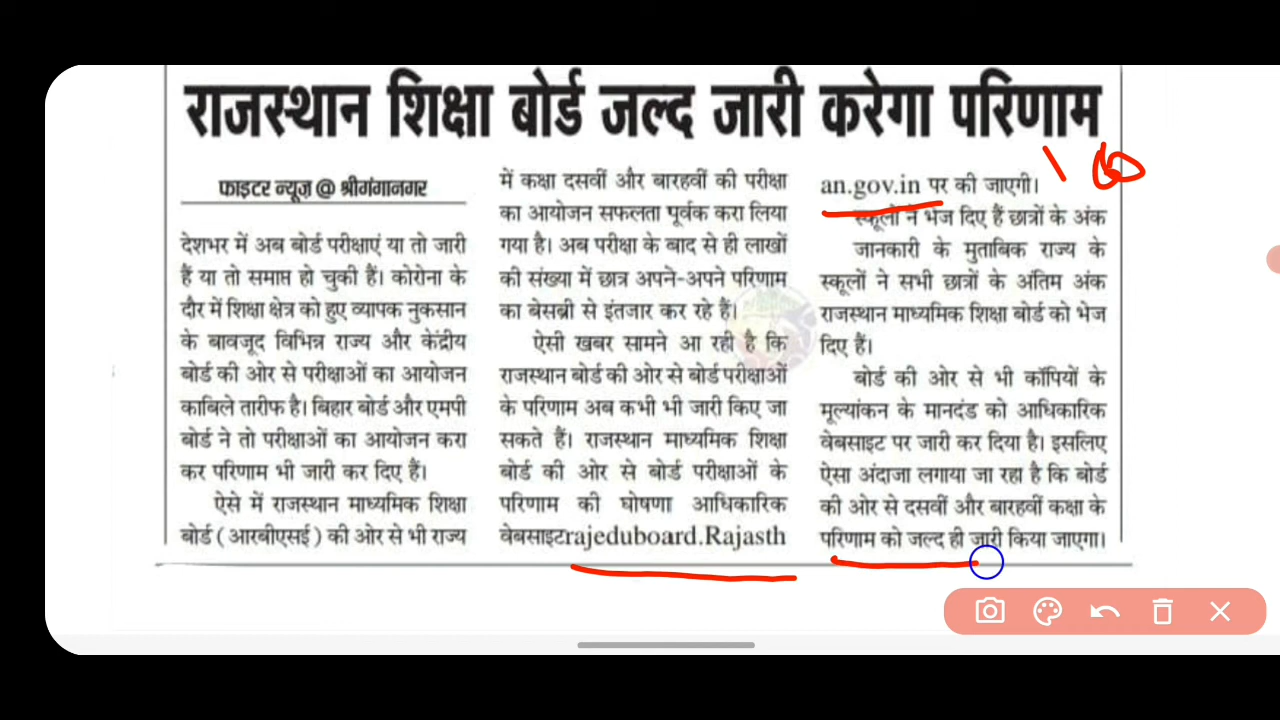 राजस्थान शिक्षा बोर्ड जल्द जारी करेगा परिणाम
फाइटर न्यूज़ @ श्रीगंगानगर
देशभर में अब बोर्ड परीक्षाएं या तो जारी
हैं या तो समाप्त हो चुकी हैं। कोरोना के
दौर में शिक्षा क्षेत्र को हुए व्यापक नुकसान
के बावजूद विभिन्न राज्य और केंद्रीय
बोर्ड की ओर से परीक्षाओं का आयोजन
काबिले तारीफ है। बिहार बोर्ड और एमपी
बोर्ड ने तो परीक्षाओं का आयोजन करा
कर परिणाम भी जारी कर दिए हैं।
ऐसे में राजस्थान माध्यमिक शिक्षा
बोर्ड (आरबीएसई) की ओर से भी राज्य
में कक्षा दसवीं और बारहवीं की परीक्षा
का आयोजन सफलता पूर्वक करा लिया
गया है। अब परीक्षा के बाद से ही लाखों
की संख्या में छात्र अपने-अपने परिणाम
का बेसब्री से इंतजार कर रहे हैं।
ऐसी खबर सामने आ रही है कि
राजस्थान बोर्ड की ओर से बोर्ड परीक्षाओं
के परिणाम अब कभी भी जारी किए जा
सकते हैं। राजस्थान माध्यमिक शिक्षा
बोर्ड की ओर से बोर्ड परीक्षाओं के
परिणाम की घोषणा आधिकारिक
वेबसाइटrajeduboard.Rajasth
an.gov.in पर की जाएगी।
स्कूलों ने भेज दिए हैं छात्रों के अंक
जानकारी के मुताबिक राज्य के
स्कूलों ने सभी छात्रों के अंतिम अंक
राजस्थान माध्यमिक शिक्षा बोर्ड को भेज
दिए हैं।
बोर्ड की ओर से भी कॉपियों के
मूल्यांकन के मानदंड को आधिकारिक
वेबसाइट पर जारी कर दिया है। इसलिए
ऐसा अंदाजा लगाया जा रहा है कि बोर्ड
की ओर से दसवीं और बारहवीं कक्षा के
परिणाम को जल्द ही जारी किया जाएगा।